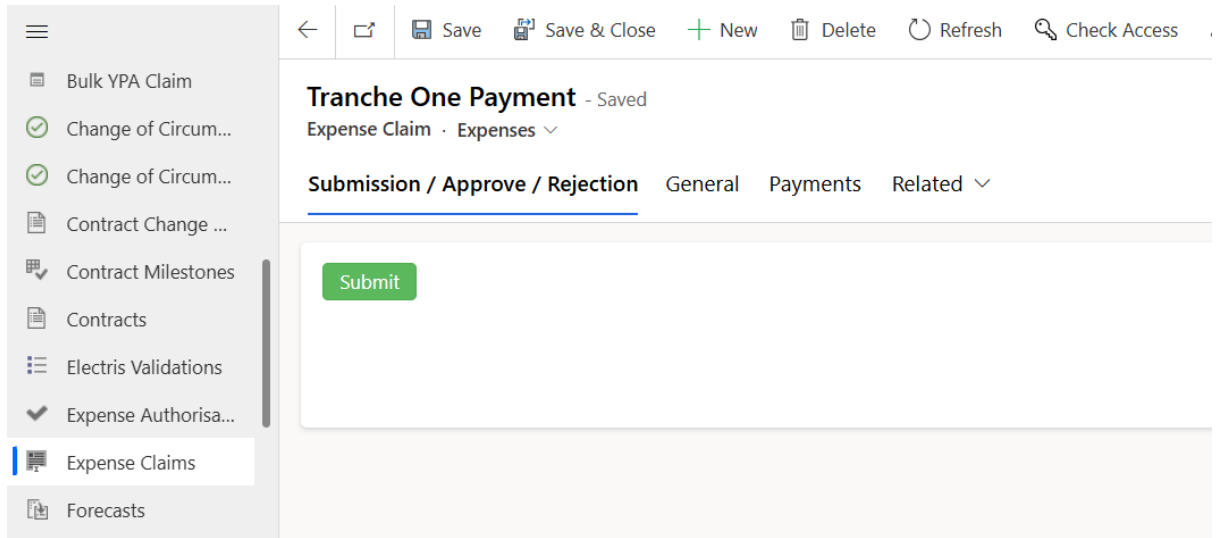 Save Save & Close New Delete Refresh Check Access
Bulk YPA Claim
Change of Circum...
Change of Circum...
Contract Change ...
Contract Milestones
Contracts
Electris Validations
Expense Authorisa...
Expense Claims
Forecasts
Tranche One Payment - Saved
Expense Claim · Expenses
Submission / Approve / Rejection General Payments Related
Submit